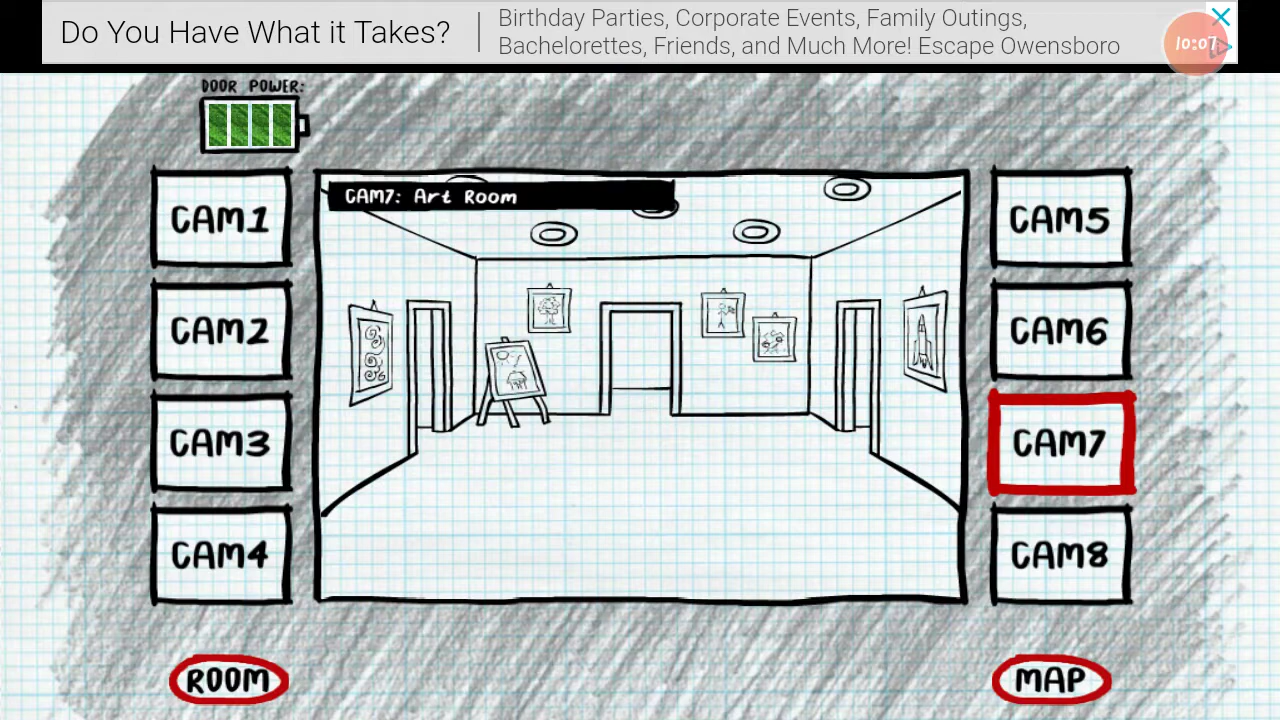 Do You Have What it Takes?
Birthday Parties, Corporate Events, Family Outings,
Bachelorettes, Friends, and Much More! Escape Owensboro
10:07
DOOR POWER:
CAM7: Art Room
CAM1
CAM2
CAM3
CAM4
CAM5
CAM6
CAM7
CAM8
ROOM
MAP